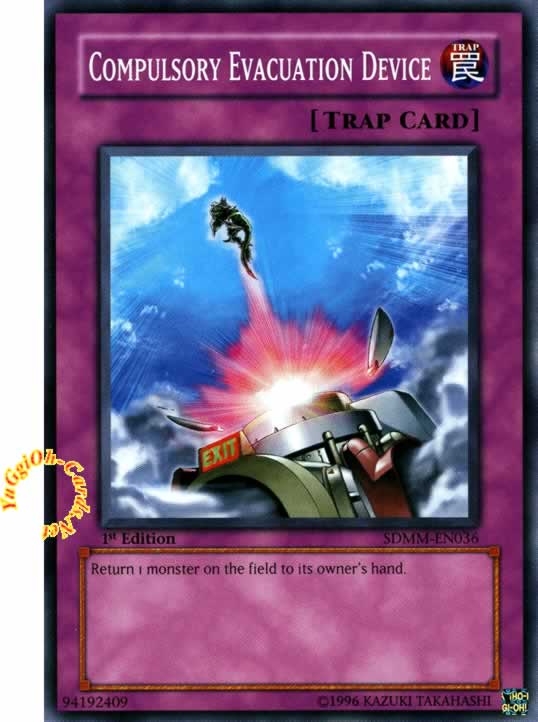 COMPULSORY EVACUATION DEVICE
TRAP
罠
[TRAP CARD]
EXIT
YuGgiOh-Cards.Net
1st Edition
SDMM-EN036
Return 1 monster on the field to its owner's hand.
94192409
©1996 KAZUKI TAKAHASHI